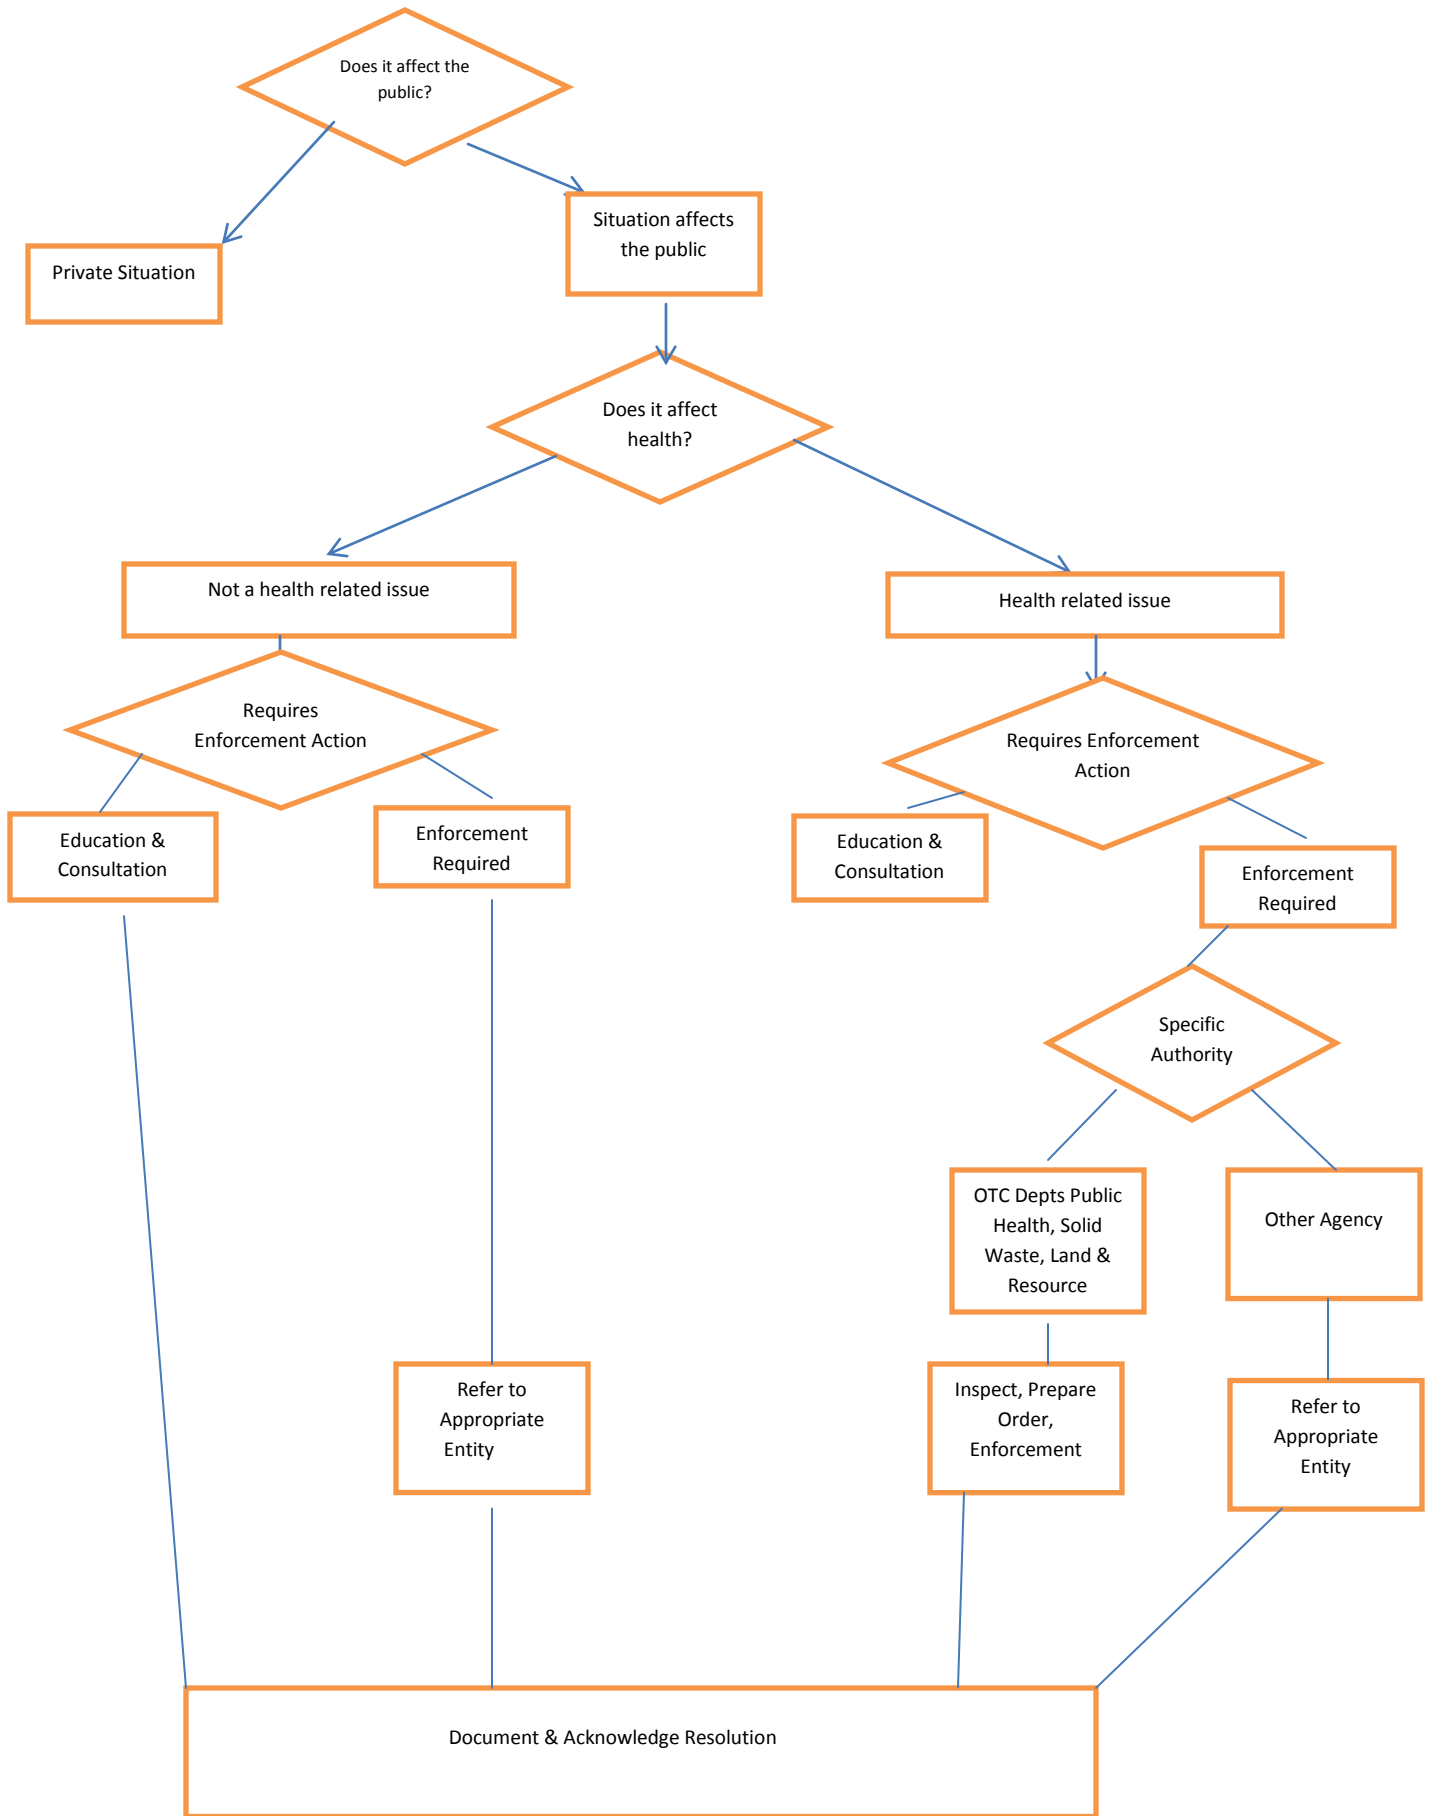 Does it affect the
public?
Situation affects
the public
Private Situation
Does it affect
health?
Not a health related issue
Health related issue
Requires
Enforcement Action
Requires Enforcement
Action
Education &
Consultation
Enforcement
Required
Education &
Consultation
Enforcement
Required
Specific
Authority
OTC Depts Public
Health, Solid
Waste, Land &
Resource
Other Agency
Refer to
Appropriate
Entity
Inspect, Prepare
Order,
Enforcement
Refer to
Appropriate
Entity
Document & Acknowledge Resolution